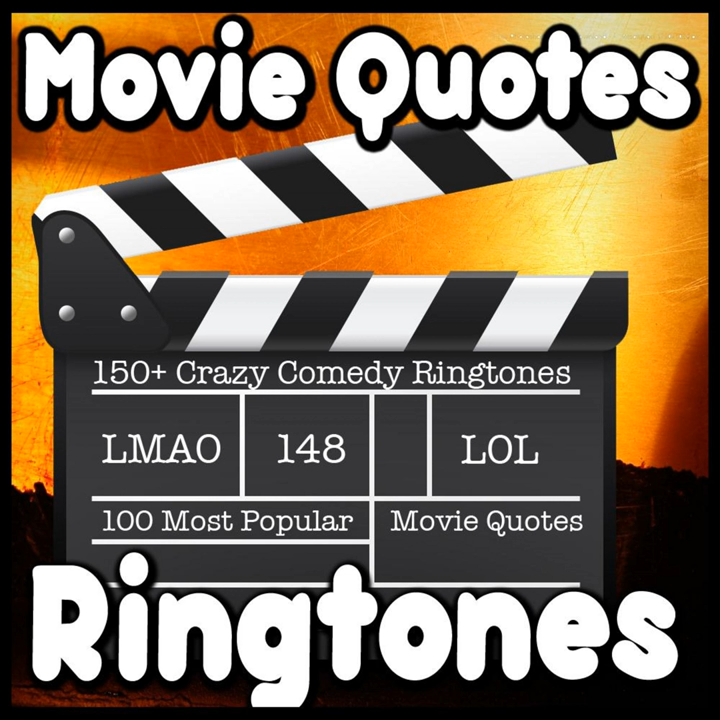 Movie Quotes
150+ Crazy Comedy Ringtones
LMAO 148 LOL
100 Most Popular Movie Quotes
Ringtones